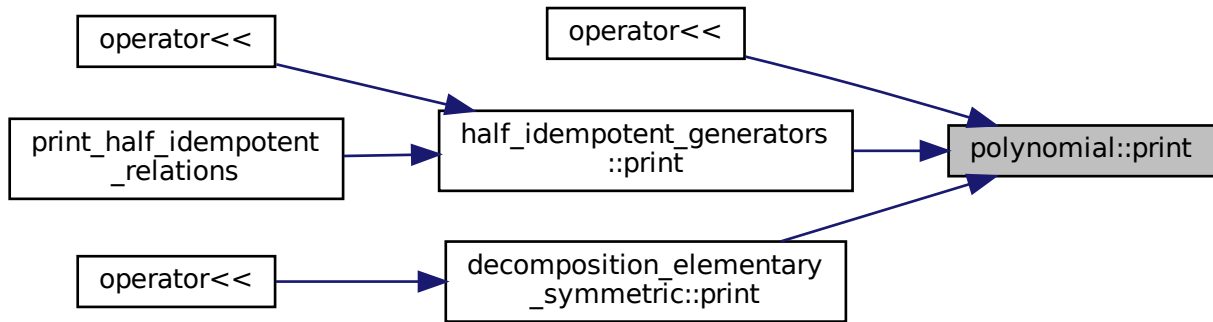 operator<<
operator<<
print_half_idempotent
_relations
half_idempotent_generators
::print
polynomial::print
operator<<
decomposition_elementary
_symmetric::print